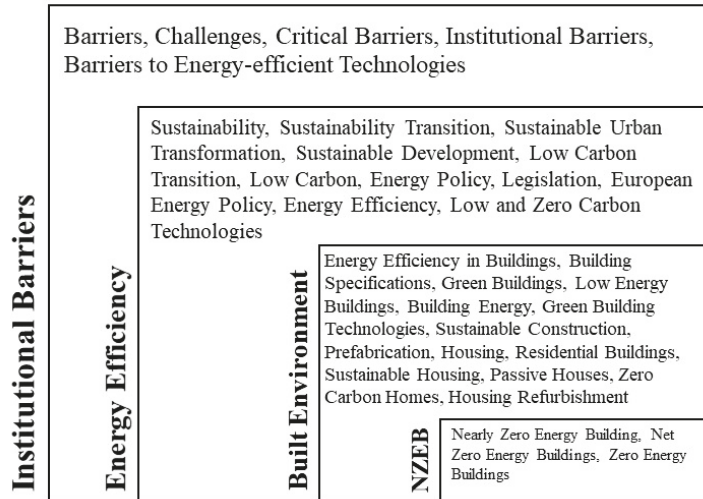 Institutional Barriers
Barriers, Challenges, Critical Barriers, Institutional Barriers,
Barriers to Energy-efficient Technologies
Energy Efficiency
Sustainability, Sustainability Transition, Sustainable Urban
Transformation, Sustainable Development, Low Carbon
Transition, Low Carbon, Energy Policy, Legislation, European
Energy Policy, Energy Efficiency, Low and Zero Carbon
Technologies
Built Environment
Energy Efficiency in Buildings, Building
Specifications, Green Buildings, Low Energy
Buildings, Building Energy, Green Building
Technologies, Sustainable Construction,
Prefabrication, Housing, Residential Buildings,
Sustainable Housing, Passive Houses, Zero
Carbon Homes, Housing Refurbishment
NZEB
Nearly Zero Energy Building, Net
Zero Energy Buildings, Zero Energy
Buildings